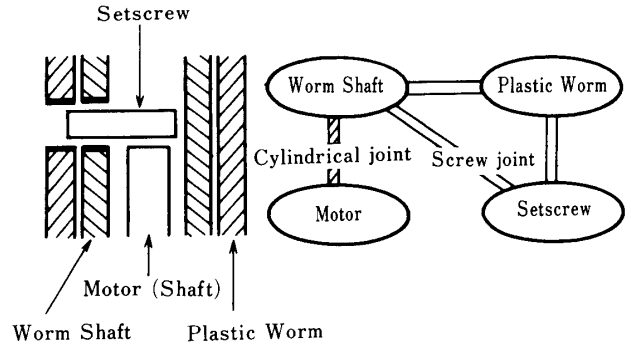 Setscrew
Worm Shaft
Plastic Worm
Cylindrical joint
Screw joint
Motor
Setscrew
Motor (Shaft)
Worm Shaft
Plastic Worm